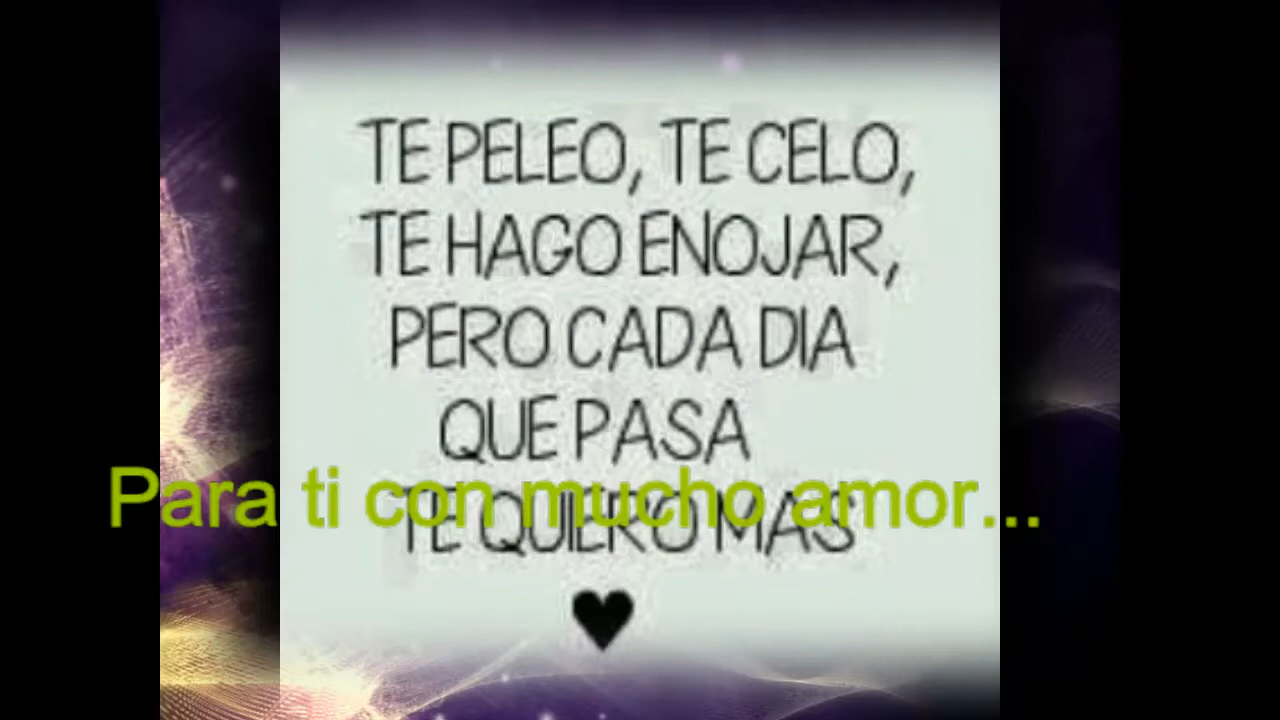 TE PELEO, TE CELO,
TE HAGO ENOJAR,
PERO CADA DIA
QUE PASA
Para ti con mucho amor...
TE QUIERO MAS